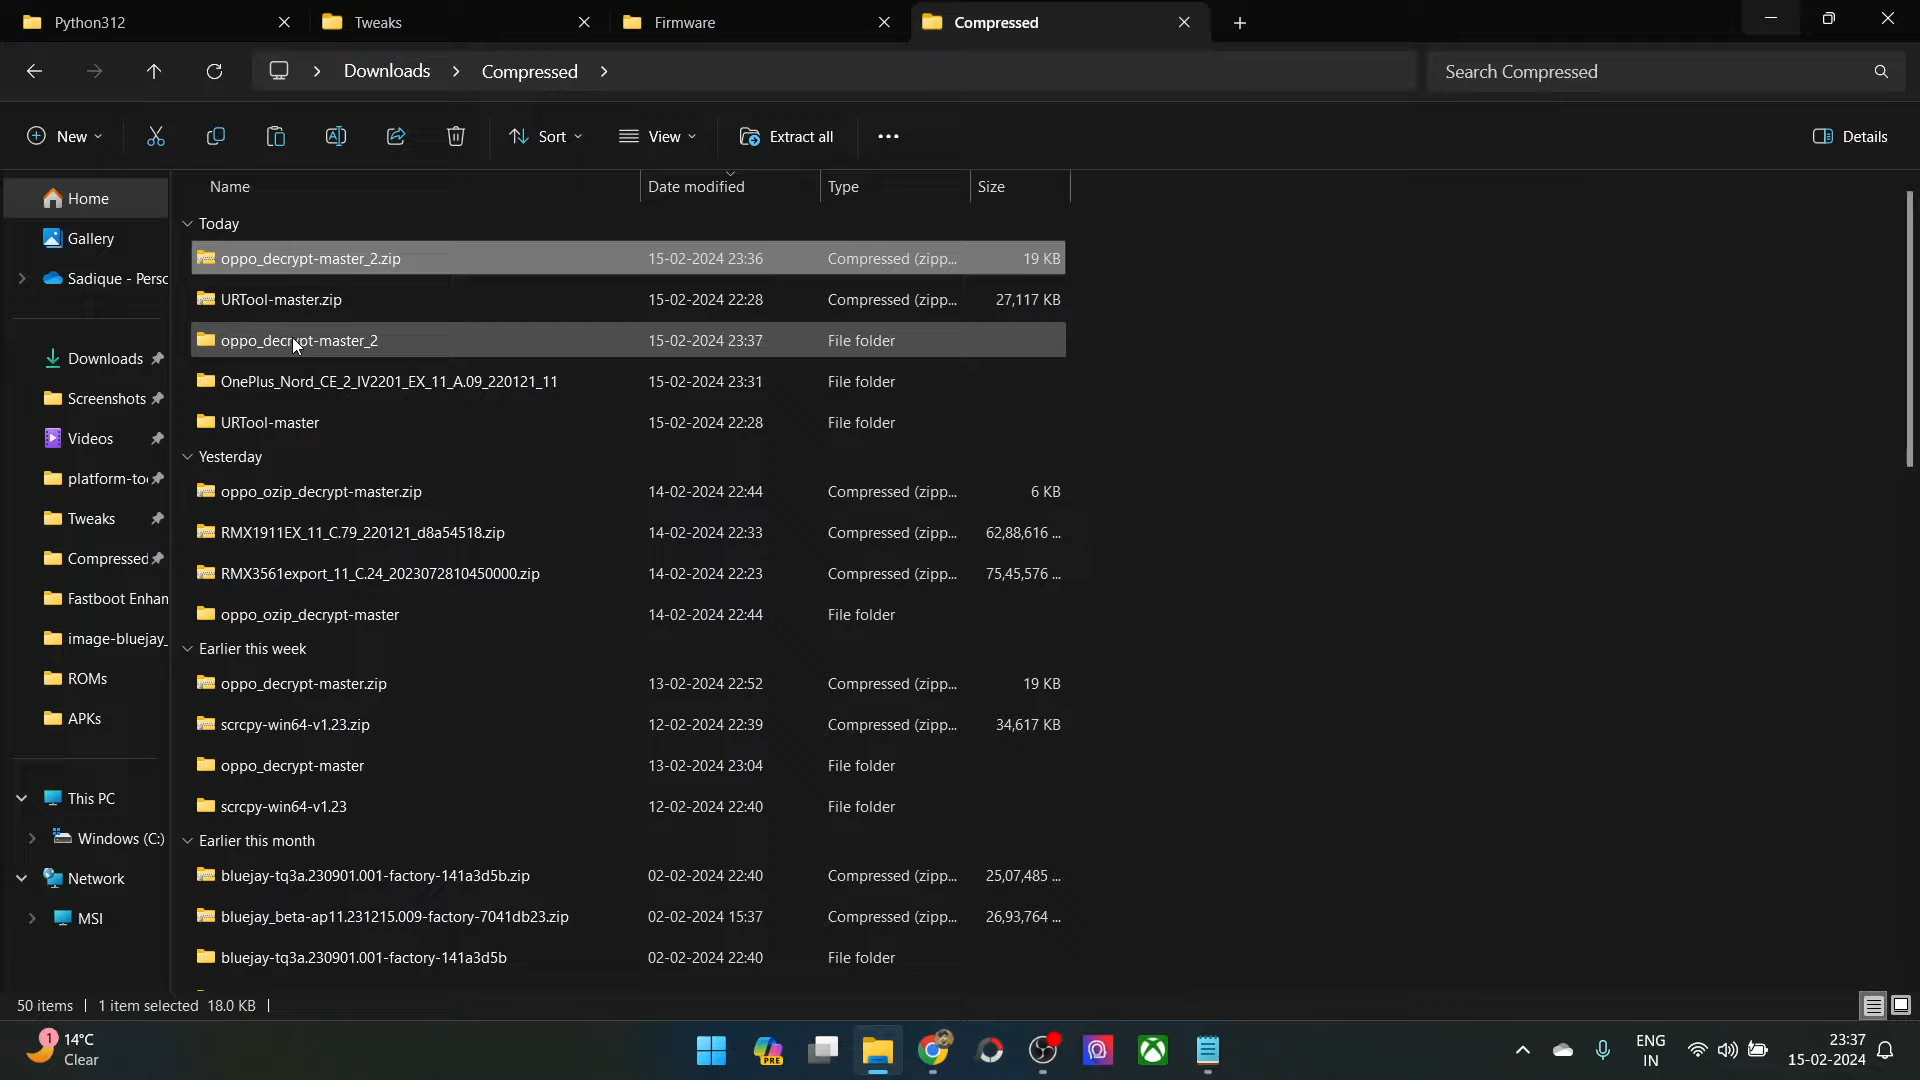 Python312
Tweaks
Firmware
Compressed
Downloads
Compressed
Search Compressed
New
Sort
View
Extract all
Details
Name Date modified Type Size
Home
Gallery
Sadique - Persc
Downloads
Screenshots
Videos
platform-to
Tweaks
Compressed
Fastboot Enhan
image-bluejay_
ROMs
APKs
This PC
Windows (C:)
Network
MSI
Today
oppo_decrypt-master_2.zip 15-02-2024 23:36 Compressed (zipp... 19 KB
URTool-master.zip 15-02-2024 22:28 Compressed (zipp... 27,117 KB
oppo_decrypt-master_2 15-02-2024 23:37 File folder
OnePlus_Nord_CE_2_IV2201_EX_11_A.09_220121_11 15-02-2024 23:31 File folder
URTool-master 15-02-2024 22:28 File folder
Yesterday
oppo_ozip_decrypt-master.zip 14-02-2024 22:44 Compressed (zipp... 6 KB
RMX1911EX_11_C.79_220121_d8a54518.zip 14-02-2024 22:33 Compressed (zipp... 62,88,616 ...
RMX3561export_11_C.24_2023072810450000.zip 14-02-2024 22:23 Compressed (zipp... 75,45,576 ...
oppo_ozip_decrypt-master 14-02-2024 22:44 File folder
Earlier this week
oppo_decrypt-master.zip 13-02-2024 22:52 Compressed (zipp... 19 KB
scrcpy-win64-v1.23.zip 12-02-2024 22:39 Compressed (zipp... 34,617 KB
oppo_decrypt-master 13-02-2024 23:04 File folder
scrcpy-win64-v1.23 12-02-2024 22:40 File folder
Earlier this month
bluejay-tq3a.230901.001-factory-141a3d5b.zip 02-02-2024 22:40 Compressed (zipp... 25,07,485 ...
bluejay_beta-ap11.231215.009-factory-7041db23.zip 02-02-2024 15:37 Compressed (zipp... 26,93,764 ...
bluejay-tq3a.230901.001-factory-141a3d5b 02-02-2024 22:40 File folder
50 items 1 item selected 18.0 KB
1
14°C
Clear
PRE
ENG
IN
23:37
15-02-2024